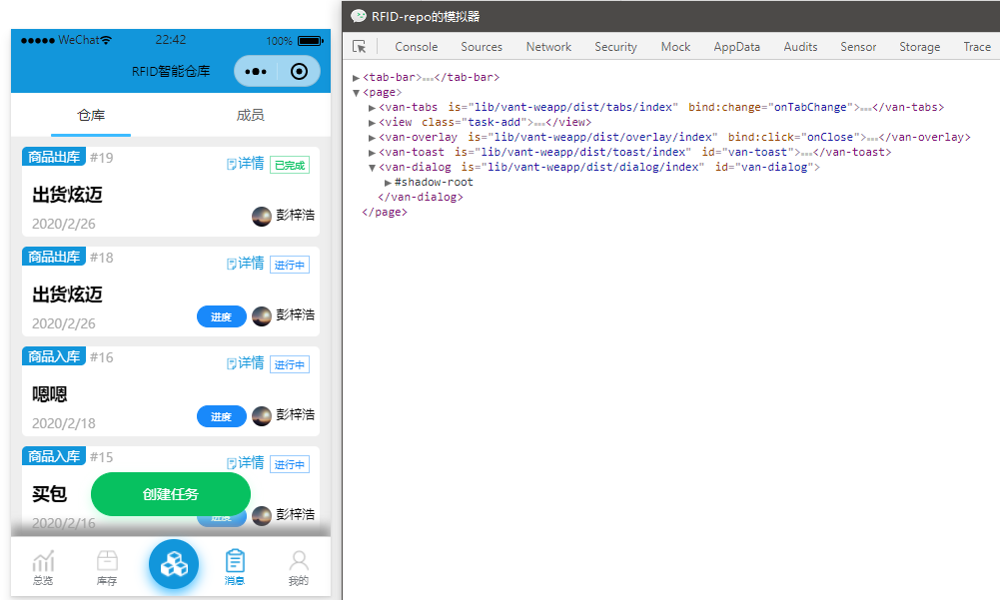 WeChat 22:42 100%
RFID智能仓库
仓库 成员
商品出库 #19 详情 已完成
出货炫迈
2020/2/26 彭梓浩
商品出库 #18 详情 进行中
出货炫迈
2020/2/26 进度 彭梓浩
商品入库 #16 详情 进行中
嗯嗯
2020/2/18 进度 彭梓浩
商品入库 #15 详情 进行中
买包 创建任务
2020/2/16 进度 彭梓浩
总览 库存 消息 我的
RFID-repo的模拟器
Console Sources Network Security Mock AppData Audits Sensor Storage Trace
▶<tab-bar>…</tab-bar>
▼<page>
▶<van-tabs is="lib/vant-weapp/dist/tabs/index" bind:change="onTabChange">…</van-tabs>
▶<view class="task-add">…</view>
▶<van-overlay is="lib/vant-weapp/dist/overlay/index" bind:click="onClose">…</van-overlay>
▶<van-toast is="lib/vant-weapp/dist/toast/index" id="van-toast">…</van-toast>
▼<van-dialog is="lib/vant-weapp/dist/dialog/index" id="van-dialog">
▶#shadow-root
</van-dialog>
</page>